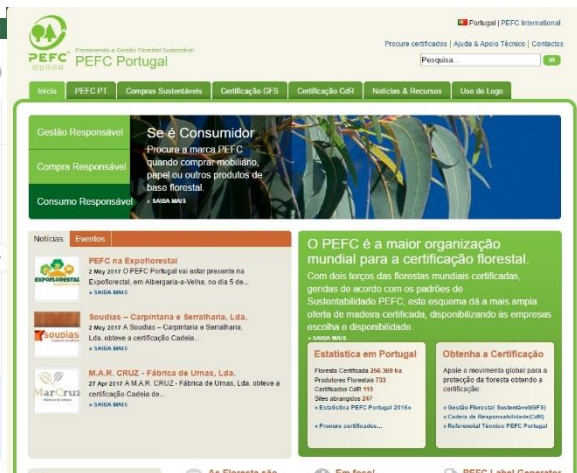 Portugal | PEFC International
Procure certificados | Ajuda & Apoio Técnico | Contactos
PEFC
Promovendo a Gestão Florestal Sustentável
PEFC Portugal
Pesquisa...
Início
PEFC PT
Compras Sustentáveis
Certificação GFS
Certificação CdR
Notícias & Recursos
Uso do Logo
Gestão Responsável
Compra Responsável
Consumo Responsável
Se é Consumidor
Procure a marca
PEFC
quando comprar mobiliário,
papel ou outros produtos de
base florestal.
» SAIBA MAIS
Notícias
Eventos
EXPOFLORESTAL
PEFC na Expoflorestal
2 May 2017 O PEFC Portugal vai estar presente na
Expoflorestal, em Albergaria-a-Velha, no dia 5 de...
» SAIBA MAIS
soudias
Soudias – Carpintaria e Serralharia, Lda.
2 May 2017 A Soudias – Carpintaria e Serralharia,
Lda. obteve a certificação Cadeia...
» SAIBA MAIS
MarCruz
M.A.R. CRUZ - Fábrica de Urnas, Lda.
27 Apr 2017 A M.A.R. CRUZ - Fábrica de Urnas, Lda. obteve a
certificação Cadeia de...
» SAIBA MAIS
O PEFC é a maior organização
mundial para a certificação florestal.
Com dois terços das florestas mundiais certificadas,
geridas de acordo com os padrões de
Sustentabilidade PEFC, este esquema dá a mais ampla
oferta de madeira certificada, disponibilizando às empresas
escolha e disponibilidade.
» SAIBA MAIS
Estatística em Portugal
Floresta Certificada 256 369 ha
Produtores Florestais 733
Certificados CdR 119
Sites abrangidos 247
» Estatística PEFC Portugal 2016»
» Procure certificados...
Obtenha a Certificação
Apoie o movimento global para a
protecção da floresta obtendo a
certificação.
» Gestão Florestal Sustentável(GFS)
» Cadeia de Responsabilidade(CdR)
» Referencial Técnico PEFC Portugal
As Floresta são
Em foco!
PEFC Label Generator